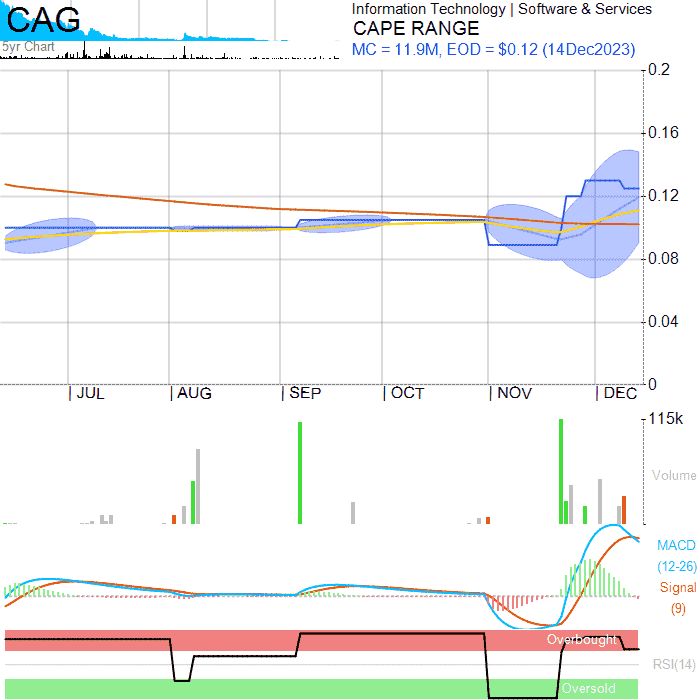 CAG
Information Technology | Software & Services
CAPE RANGE
5yr Chart
MC = 11.9M, EOD = $0.12 (14Dec2023)
0.2
0.16
0.12
0.08
0.04
0
JUL AUG SEP OCT NOV DEC
115k
Volume
MACD
(12-26)
Signal
(9)
Overbought
RSI(14)
Oversold